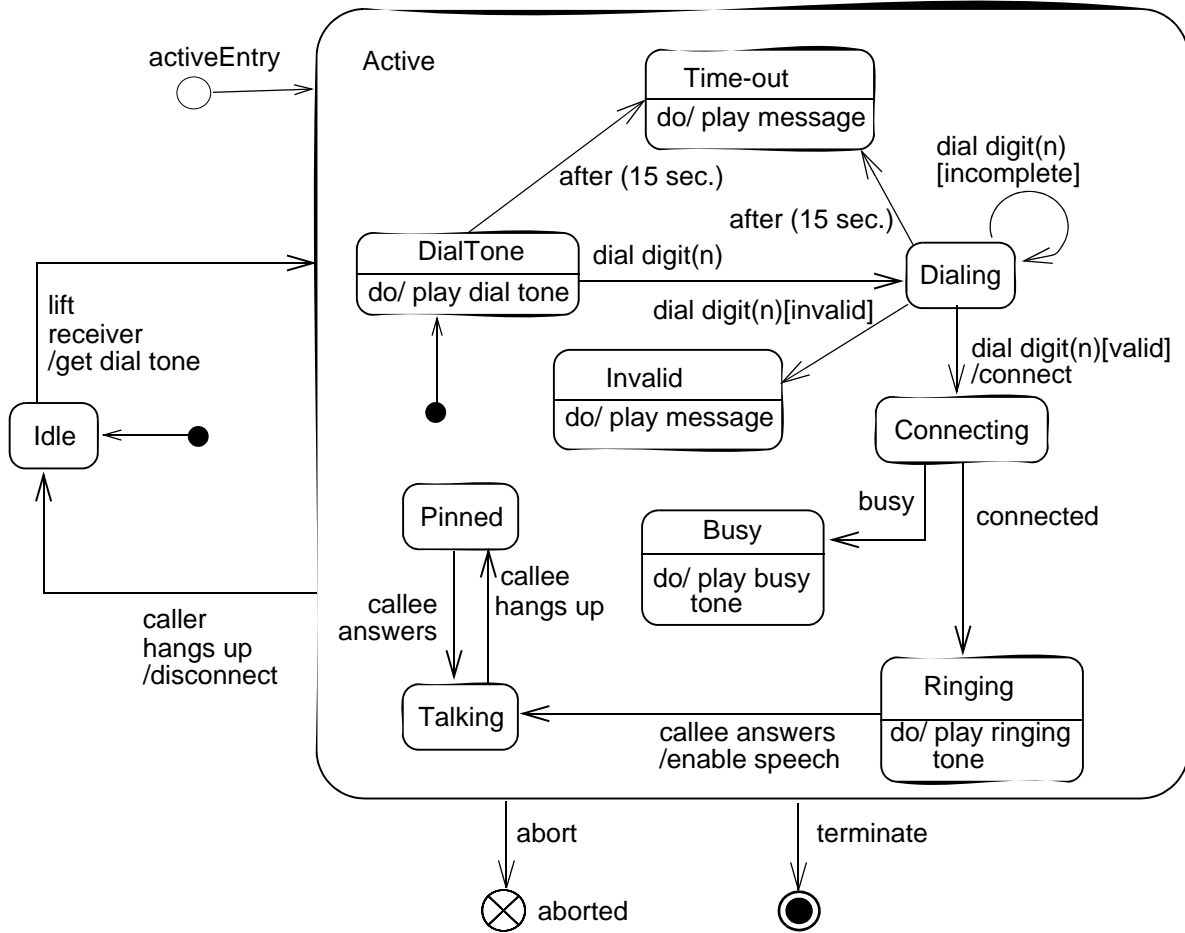 activeEntry
Active
Time-out
do/ play message
dial digit(n)
[incomplete]
after (15 sec.)
after (15 sec.)
DialTone
do/ play dial tone
dial digit(n)
Dialing
dial digit(n)[invalid]
lift
receiver
/get dial tone
dial digit(n)[valid]
/connect
Invalid
do/ play message
Idle
Connecting
Pinned
busy
connected
Busy
do/ play busy
tone
callee
hangs up
callee
answers
caller
hangs up
/disconnect
Talking
callee answers
/enable speech
Ringing
do/ play ringing
tone
abort
terminate
aborted